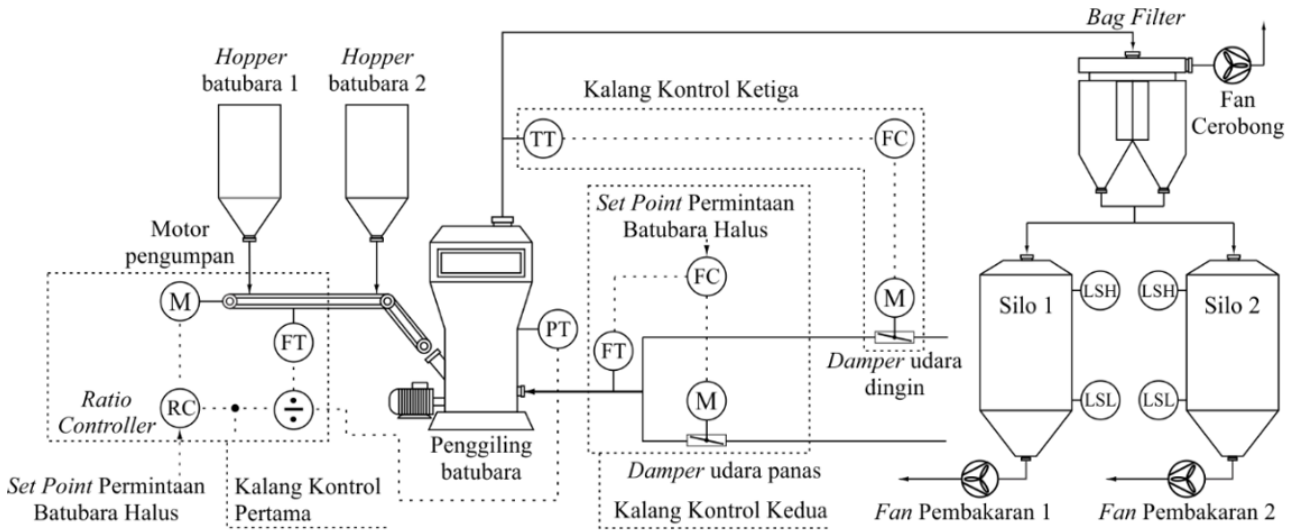 Bag Filter
Hopper
batubara 1
Hopper
batubara 2
Fan
Cerobong
Kalang Kontrol Ketiga
TT
FC
Set Point Permintaan
Batubara Halus
Motor
pengumpan
M
FT
PT
FC
M
FT
M
Damper udara
dingin
Silo 1
LSH
LSH
Silo 2
LSL
LSL
Ratio
Controller
RC
÷
Penggiling
batubara
Damper udara panas
Set Point Permintaan
Batubara Halus
Kalang Kontrol
Pertama
Kalang Kontrol Kedua
Fan Pembakaran 1
Fan Pembakaran 2